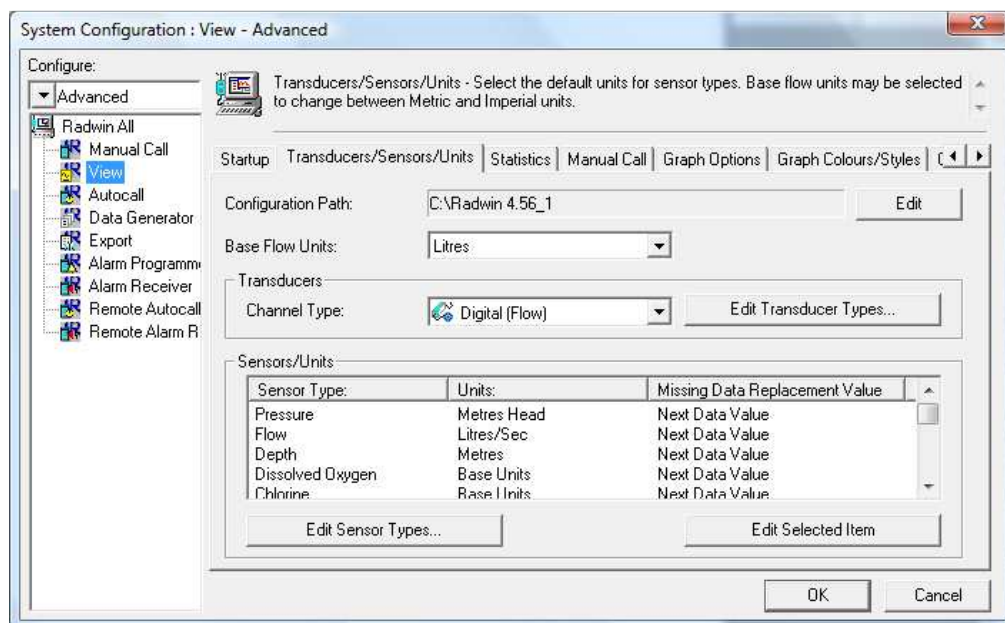 System Configuration : View - Advanced
Configure:
Advanced
Radwin All
Manual Call
View
Autocall
Data Generator
Export
Alarm Programm
Alarm Receiver
Remote Autocall
Remote Alarm R
Transducers/Sensors/Units - Select the default units for sensor types. Base flow units may be selected
to change between Metric and Imperial units.
Startup Transducers/Sensors/Units Statistics Manual Call Graph Options Graph Colours/Styles
Configuration Path: C:\Radwin 4.56_1 Edit
Base Flow Units: Litres
Transducers
Channel Type: Digital (Flow) Edit Transducer Types...
Sensors/Units
Sensor Type: Units: Missing Data Replacement Value
Pressure Metres Head Next Data Value
Flow Litres/Sec Next Data Value
Depth Metres Next Data Value
Dissolved Oxygen Base Units Next Data Value
Chlorine Base Units Next Data Value
Edit Sensor Types... Edit Selected Item
OK Cancel